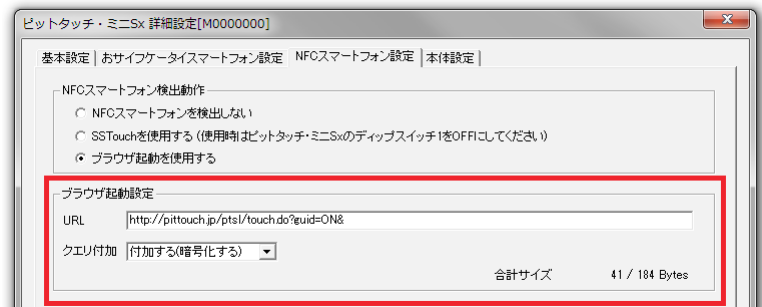 ピットタッチ・ミニSx 詳細設定[M0000000]
基本設定 おサイフケータイスマートフォン設定 NFCスマートフォン設定 本体設定
NFCスマートフォン検出動作
NFCスマートフォンを検出しない
SSTouchを使用する（使用時はピットタッチ・ミニSxのディップスイッチ1をOFFにしてください）
ブラウザ起動を使用する
ブラウザ起動設定
URL http://pittouch.jp/ptsl/touch.do?guid=ON&
クエリ付加 付加する(暗号化する)
合計サイズ 41 / 184 Bytes